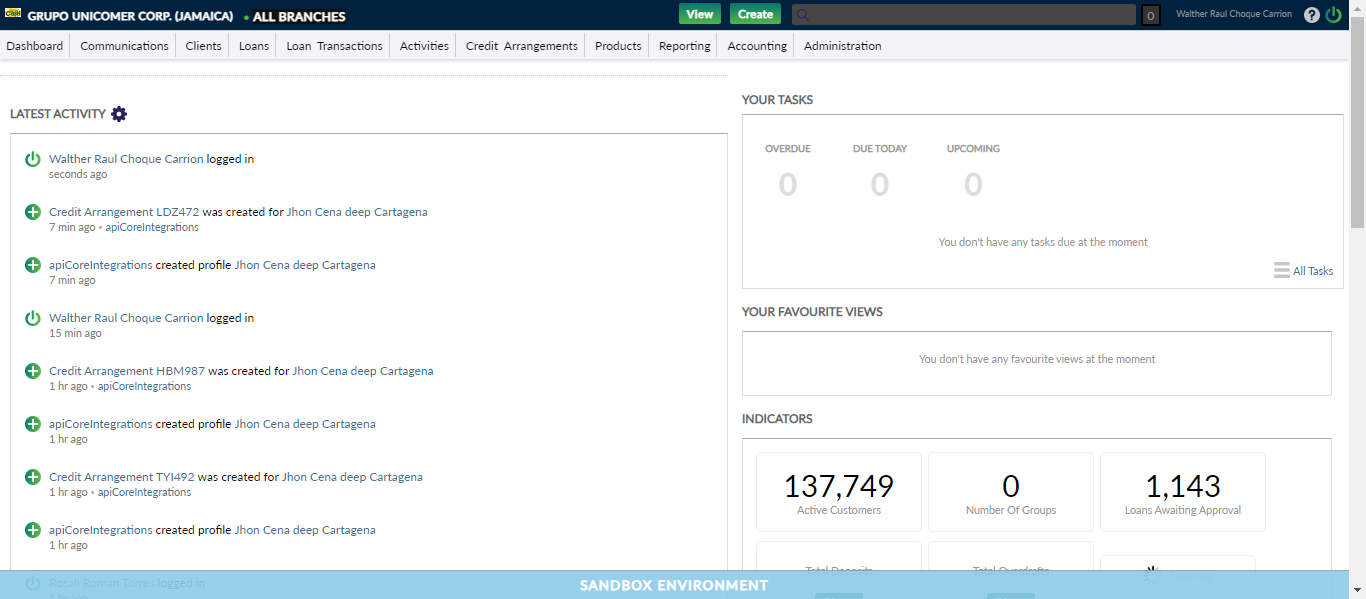 GRUPO UNICOMER CORP. (JAMAICA) • ALL BRANCHES
View
Create
0
Walther Raul Choque Carrion
?
Dashboard
Communications
Clients
Loans
Loan Transactions
Activities
Credit Arrangements
Products
Reporting
Accounting
Administration
LATEST ACTIVITY
Walther Raul Choque Carrion logged in
seconds ago
Credit Arrangement LDZ472 was created for Jhon Cena deep Cartagena
7 min ago • apiCoreIntegrations
apiCoreIntegrations created profile Jhon Cena deep Cartagena
7 min ago
Walther Raul Choque Carrion logged in
15 min ago
Credit Arrangement HBM987 was created for Jhon Cena deep Cartagena
1 hr ago • apiCoreIntegrations
apiCoreIntegrations created profile Jhon Cena deep Cartagena
1 hr ago
Credit Arrangement TYI492 was created for Jhon Cena deep Cartagena
1 hr ago • apiCoreIntegrations
apiCoreIntegrations created profile Jhon Cena deep Cartagena
1 hr ago
Rosali Roman Torres logged in
1 hr ago
YOUR TASKS
OVERDUE
DUE TODAY
UPCOMING
0
0
0
You don't have any tasks due at the moment
All Tasks
YOUR FAVOURITE VIEWS
You don't have any favourite views at the moment
INDICATORS
137,749
Active Customers
0
Number Of Groups
1,143
Loans Awaiting Approval
Total Deposits
Total Overdrafts
SANDBOX ENVIRONMENT